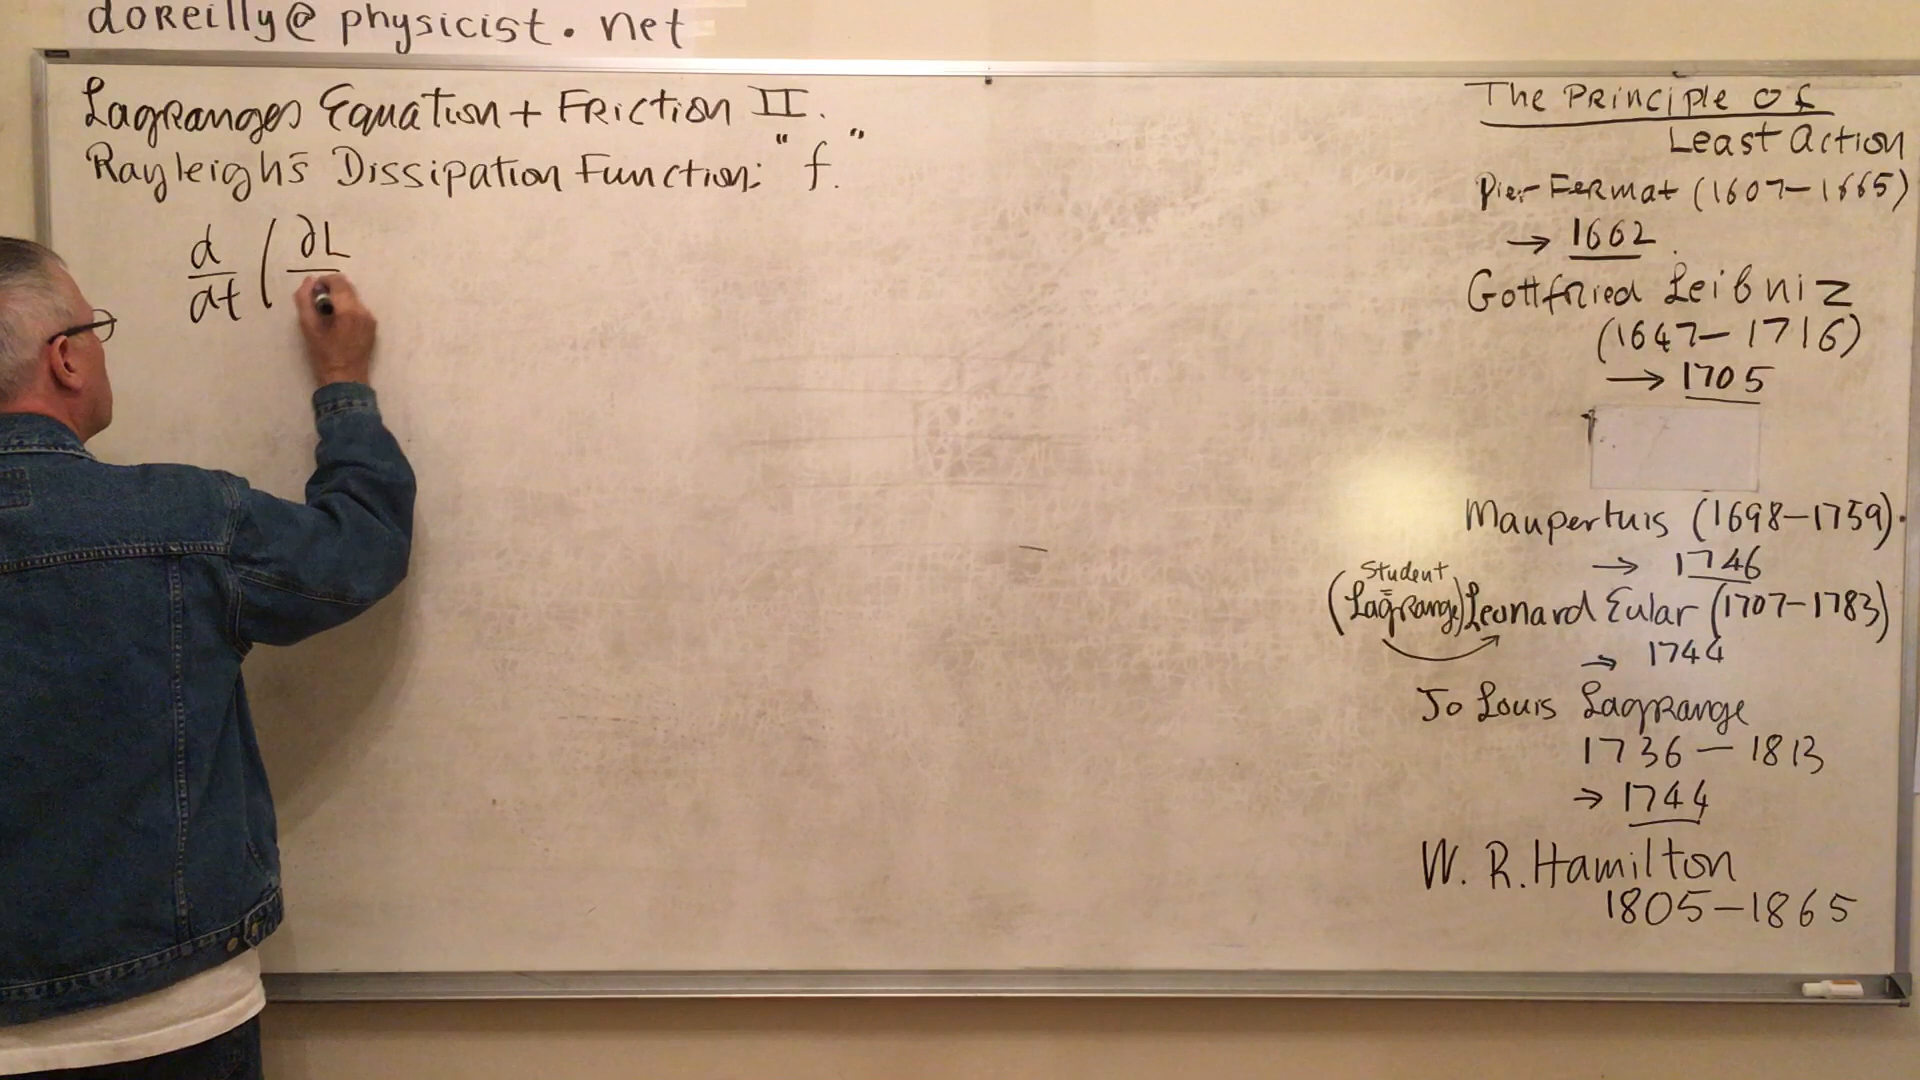 doReilly@physicist.net
Lagranges Equation + Friction II.
Rayleigh's Dissipation Function: "f."
d/dt ( ∂L
The Principle of
Least Action
Pier Fermat (1607-1665)
→ 1662.
Gottfried Leibniz
(1647-1716)
→ 1705
Maupertuis (1698-1759).
→ 1746
Student
(Lagrange) Leonard Eular (1707-1783)
→ 1744
Jo Louis Lagrange
1736 - 1813
→ 1744
W. R. Hamilton
1805-1865